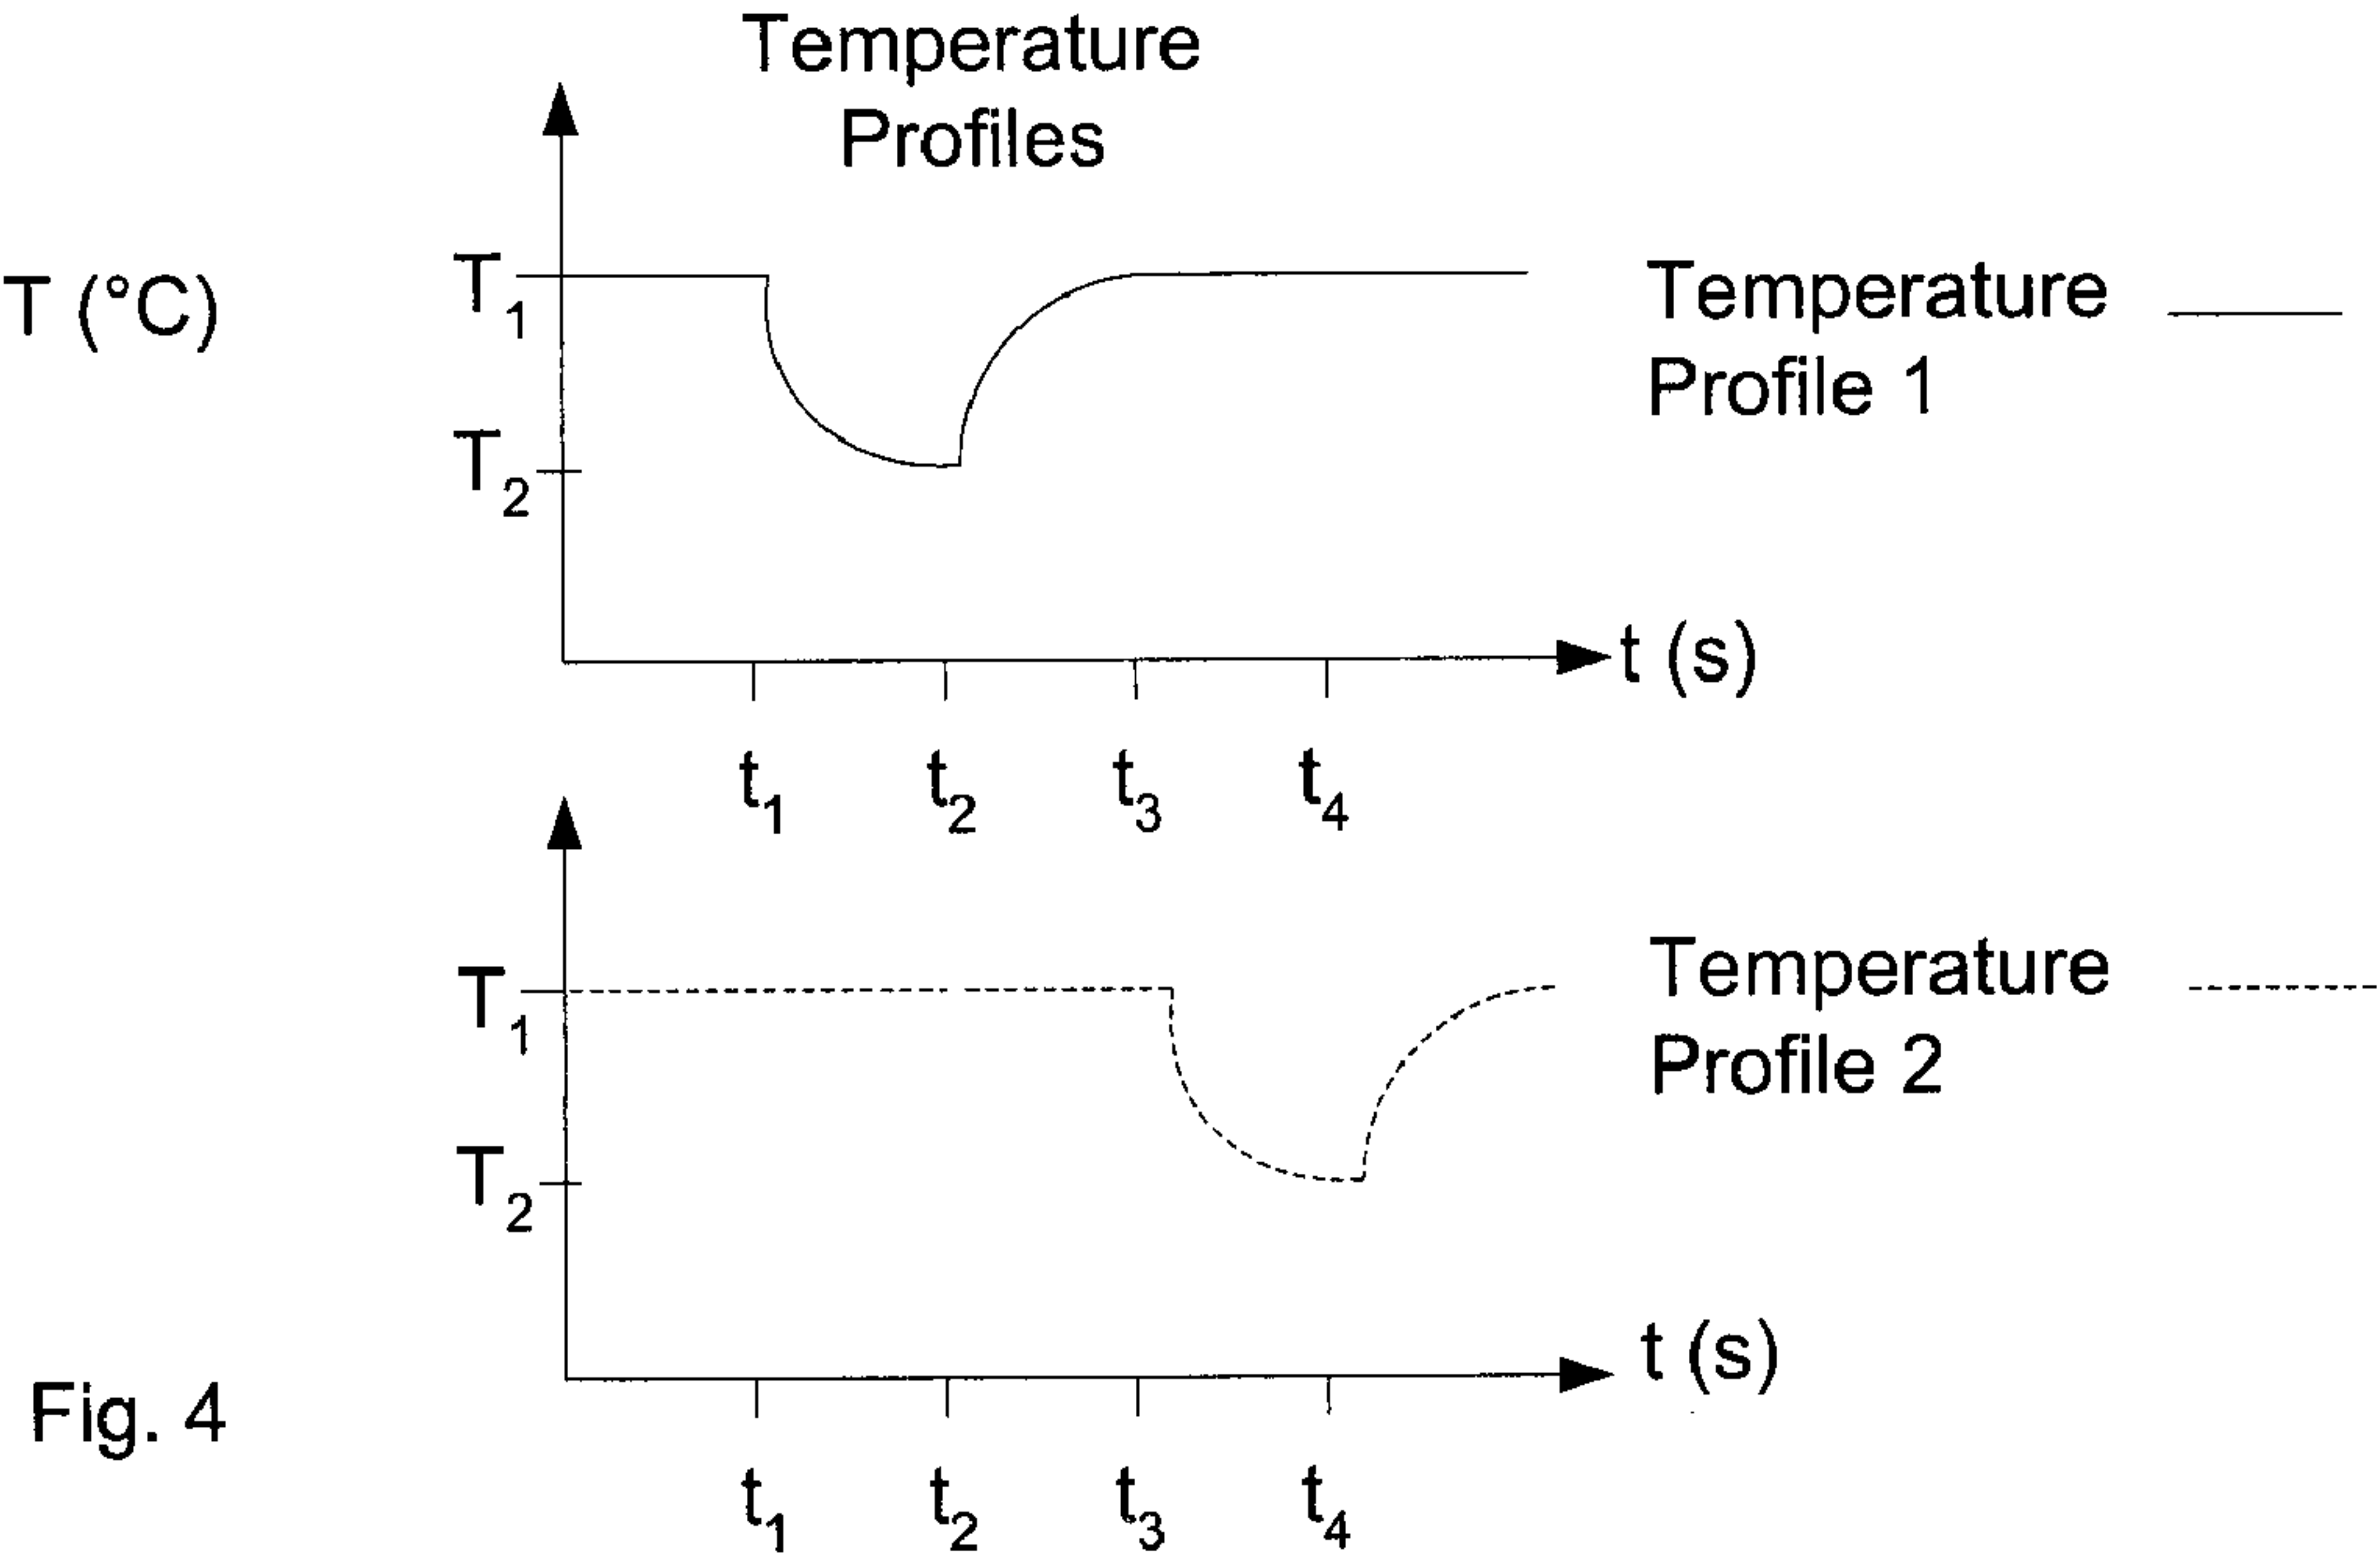 Temperature
Profiles
T (°C)
T₁
T₂
Temperature
Profile 1
t (s)
t₁ t₂ t₃ t₄
T₁
T₂
Temperature
Profile 2
t (s)
t₁ t₂ t₃ t₄
Fig. 4